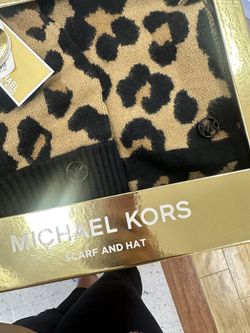 MICHAEL KORS
SCARF AND HAT